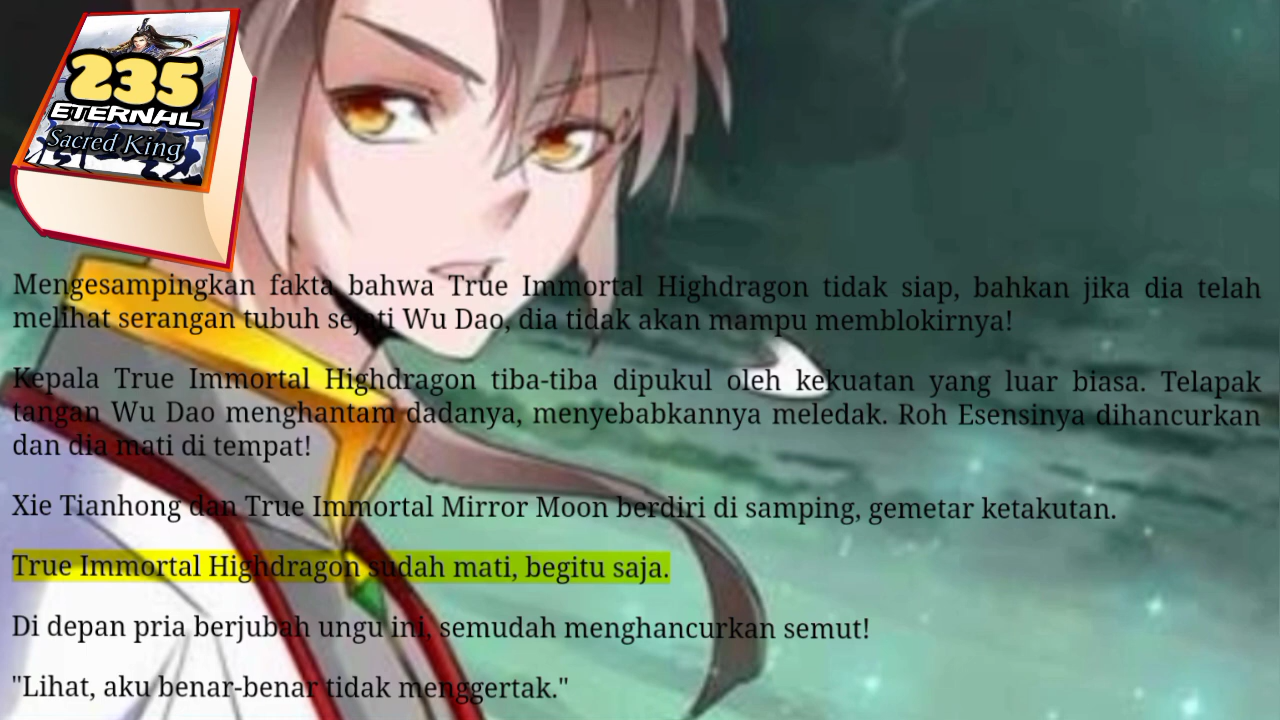 235
ETERNAL
Sacred King
Mengesampingkan fakta bahwa True Immortal Highdragon tidak siap, bahkan jika dia telah
melihat serangan tubuh sejati Wu Dao, dia tidak akan mampu memblokirnya!
Kepala True Immortal Highdragon tiba-tiba dipukul oleh kekuatan yang luar biasa. Telapak
tangan Wu Dao menghantam dadanya, menyebabkannya meledak. Roh Esensinya dihancurkan
dan dia mati di tempat!
Xie Tianhong dan True Immortal Mirror Moon berdiri di samping, gemetar ketakutan.
True Immortal Highdragon sudah mati, begitu saja.
Di depan pria berjubah ungu ini, semudah menghancurkan semut!
"Lihat, aku benar-benar tidak menggertak."